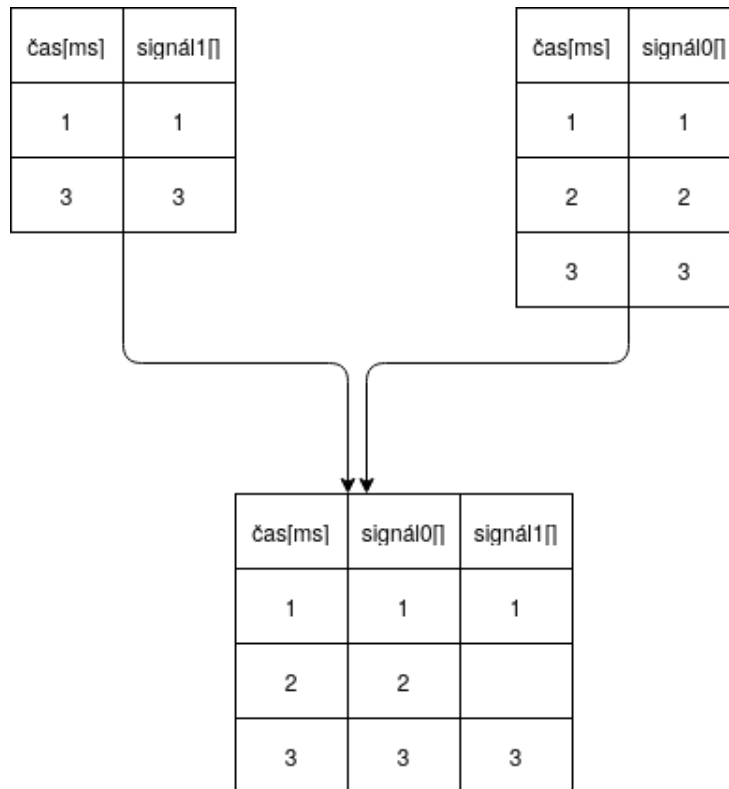 čas[ms] signál1[]
1 1
3 3
čas[ms] signál0[]
1 1
2 2
3 3
čas[ms] signál0[] signál1[]
1 1 1
2 2
3 3 3